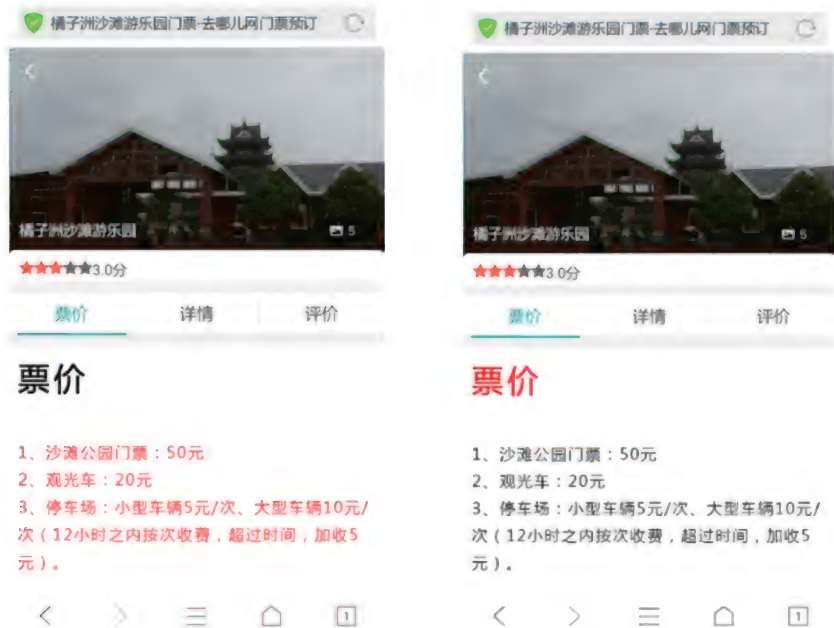 橘子洲沙滩游乐园门票-去哪儿网门票预订
橘子洲沙滩游乐园
5
3.0分
票价
详情
评价
票价
1、沙滩公园门票：50元
2、观光车：20元
3、停车场：小型车辆5元/次、大型车辆10元/
次（12小时之内按次收费，超过时间，加收5
元）。
1
橘子洲沙滩游乐园门票-去哪儿网门票预订
橘子洲沙滩游乐园
5
3.0分
票价
详情
评价
票价
1、沙滩公园门票：50元
2、观光车：20元
3、停车场：小型车辆5元/次、大型车辆10元/
次（12小时之内按次收费，超过时间，加收5
元）。
1